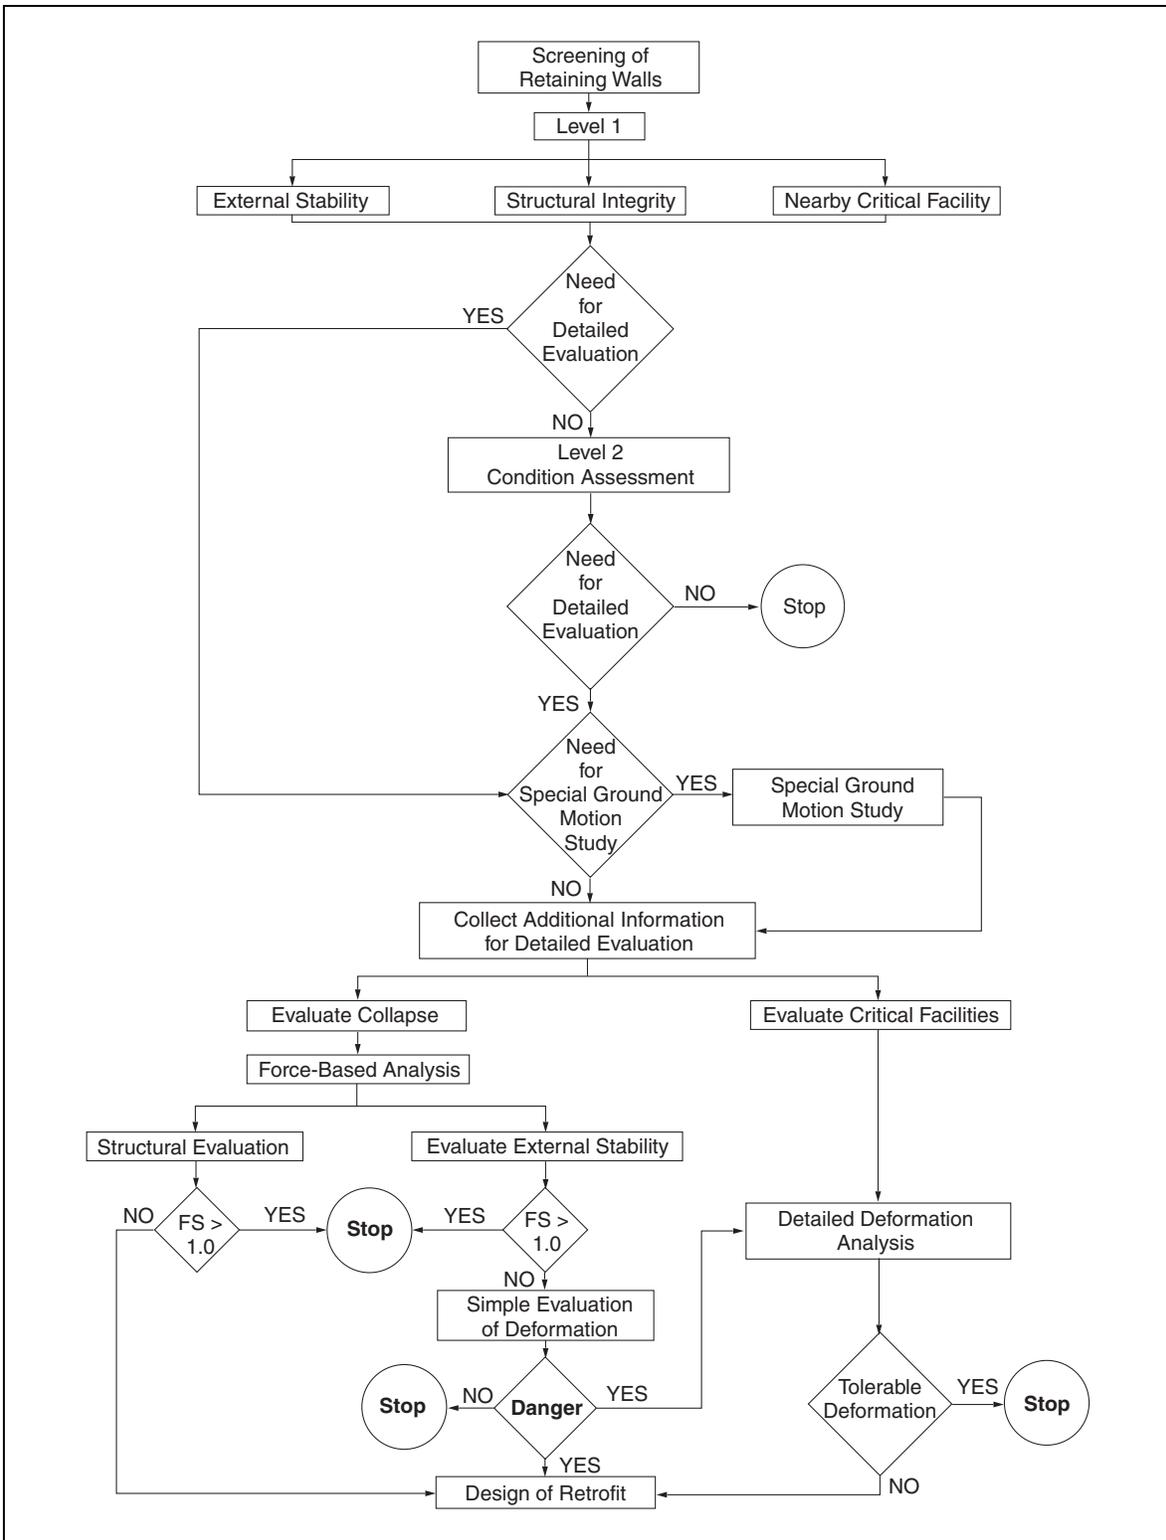 Screening of
Retaining Walls
Level 1
External Stability
Structural Integrity
Nearby Critical Facility
Need
for
Detailed
Evaluation
YES
NO
Level 2
Condition Assessment
Need
for
Detailed
Evaluation
NO
Stop
YES
Need
for
Special Ground
Motion
Study
YES
Special Ground
Motion Study
NO
Collect Additional Information
for Detailed Evaluation
Evaluate Collapse
Evaluate Critical Facilities
Force-Based Analysis
Structural Evaluation
Evaluate External Stability
NO
FS >
1.0
YES
Stop
YES
FS >
1.0
Detailed Deformation
Analysis
NO
Simple Evaluation
of Deformation
Stop
NO
Danger
YES
Tolerable
Deformation
YES
Stop
YES
NO
Design of Retrofit